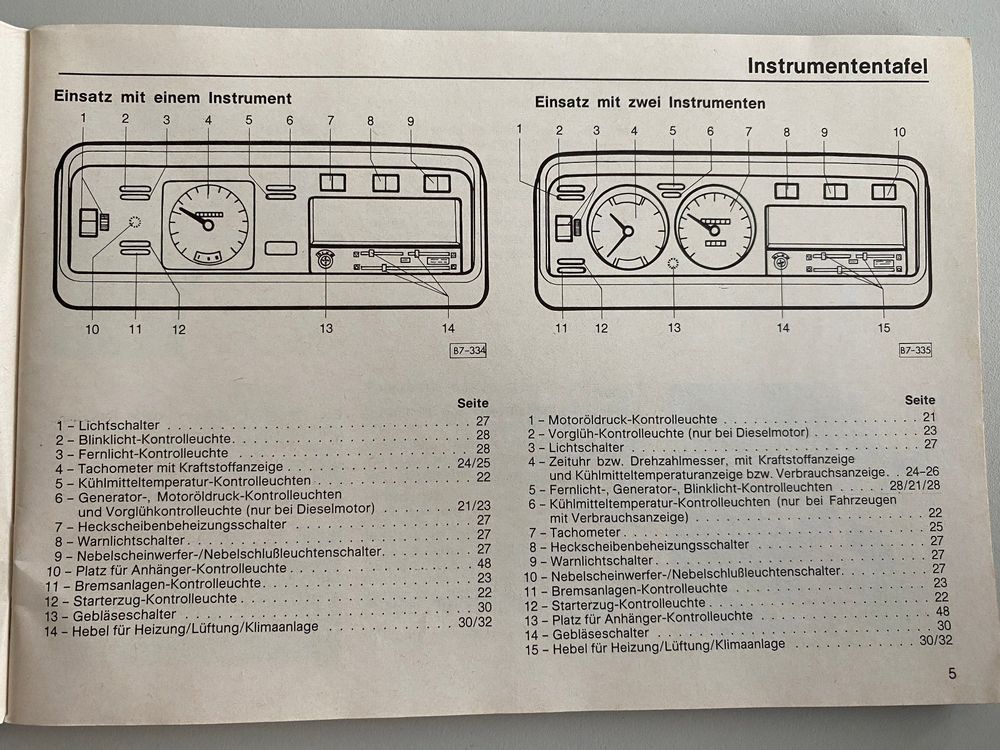 Instrumententafel
Einsatz mit einem Instrument
1 2 3 4 5 6 7 8 9
10 11 12 13 14
B7-334
Seite
1 – Lichtschalter . . . 27
2 – Blinklicht-Kontrolleuchte. . . . 28
3 – Fernlicht-Kontrolleuchte . . . 28
4 – Tachometer mit Kraftstoffanzeige . . . 24/25
5 – Kühlmitteltemperatur-Kontrolleuchten . . . 22
6 – Generator-, Motoröldruck-Kontrolleuchten
und Vorglühkontrolleuchte (nur bei Dieselmotor) . . . 21/23
7 – Heckscheibenbeheizungsschalter . . . 27
8 – Warnlichtschalter. . . . 27
9 – Nebelscheinwerfer-/Nebelschlußleuchtenschalter. . . . 27
10 – Platz für Anhänger-Kontrolleuchte . . . 48
11 – Bremsanlagen-Kontrolleuchte. . . . 23
12 – Starterzug-Kontrolleuchte . . . 22
13 – Gebläseschalter . . . 30
14 – Hebel für Heizung/Lüftung/Klimaanlage . . . 30/32
Einsatz mit zwei Instrumenten
1 2 3 4 5 6 7 8 9 10
11 12 13 14 15
B7-335
Seite
1 – Motoröldruck-Kontrolleuchte . . . 21
2 – Vorglüh-Kontrolleuchte (nur bei Dieselmotor) . . . 23
3 – Lichtschalter . . . 27
4 – Zeituhr bzw. Drehzahlmesser, mit Kraftstoffanzeige
und Kühlmitteltemperaturanzeige bzw. Verbrauchsanzeige. . . . 24–26
5 – Fernlicht-, Generator-, Blinklicht-Kontrolleuchten . . . 28/21/28
6 – Kühlmitteltemperatur-Kontrolleuchten (nur bei Fahrzeugen
mit Verbrauchsanzeige) . . . 22
7 – Tachometer . . . 25
8 – Heckscheibenbeheizungsschalter . . . 27
9 – Warnlichtschalter. . . . 27
10 – Nebelscheinwerfer-/Nebelschlußleuchtenschalter. . . . 27
11 – Bremsanlagen-Kontrolleuchte . . . 23
12 – Starterzug-Kontrolleuchte . . . 22
13 – Platz für Anhänger-Kontrolleuchte . . . 48
14 – Gebläseschalter . . . 30
15 – Hebel für Heizung/Lüftung/Klimaanlage . . . 30/32
5